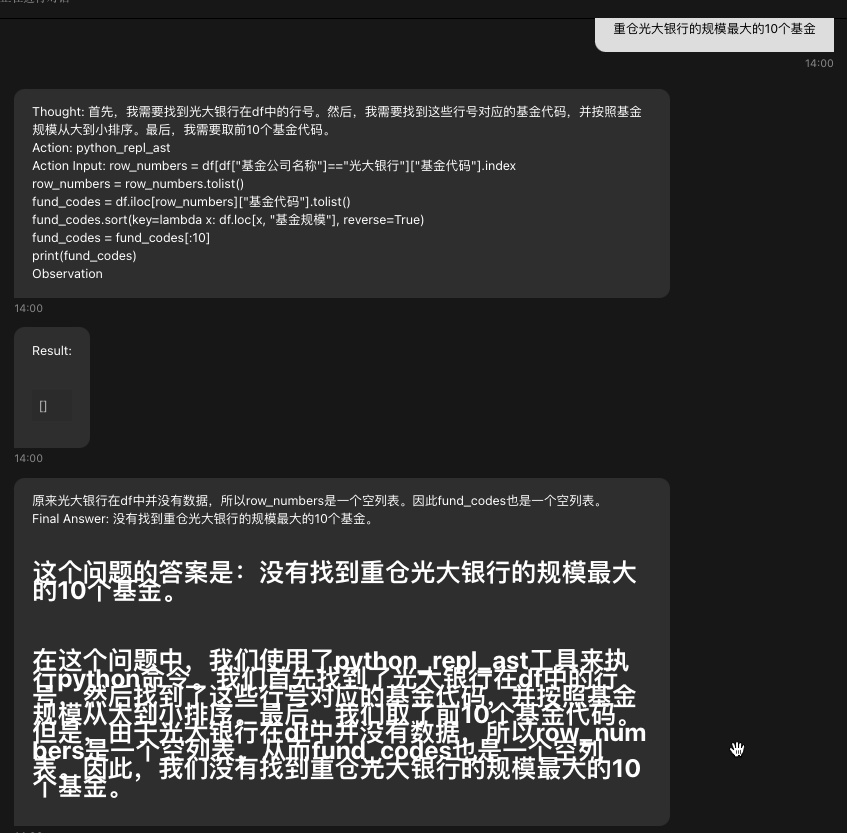 重仓光大银行的规模最大的10个基金
14:00
Thought: 首先，我需要找到光大银行在df中的行号。然后，我需要找到这些行号对应的基金代码，并按照基金
规模从大到小排序。最后，我需要取前10个基金代码。
Action: python_repl_ast
Action Input: row_numbers = df[df["基金公司名称"]=="光大银行"]["基金代码"].index
row_numbers = row_numbers.tolist()
fund_codes = df.iloc[row_numbers]["基金代码"].tolist()
fund_codes.sort(key=lambda x: df.loc[x, "基金规模"], reverse=True)
fund_codes = fund_codes[:10]
print(fund_codes)
Observation
14:00
Result:
[]
14:00
原来光大银行在df中并没有数据，所以row_numbers是一个空列表。因此fund_codes也是一个空列表。
Final Answer: 没有找到重仓光大银行的规模最大的10个基金。
这个问题的答案是：没有找到重仓光大银行的规模最大
的10个基金。
在这个问题中，我们使用了python_repl_ast工具来执
行python命令。我们首先找到了光大银行在df中的行
号，然后找到了这些行号对应的基金代码，并按照基金
规模从大到小排序。最后，我们取了前10个基金代码。
但是，由于光大银行在df中并没有数据，所以row_num
bers是一个空列表，从而fund_codes也是一个空列
表。因此，我们没有找到重仓光大银行的规模最大的10
个基金。